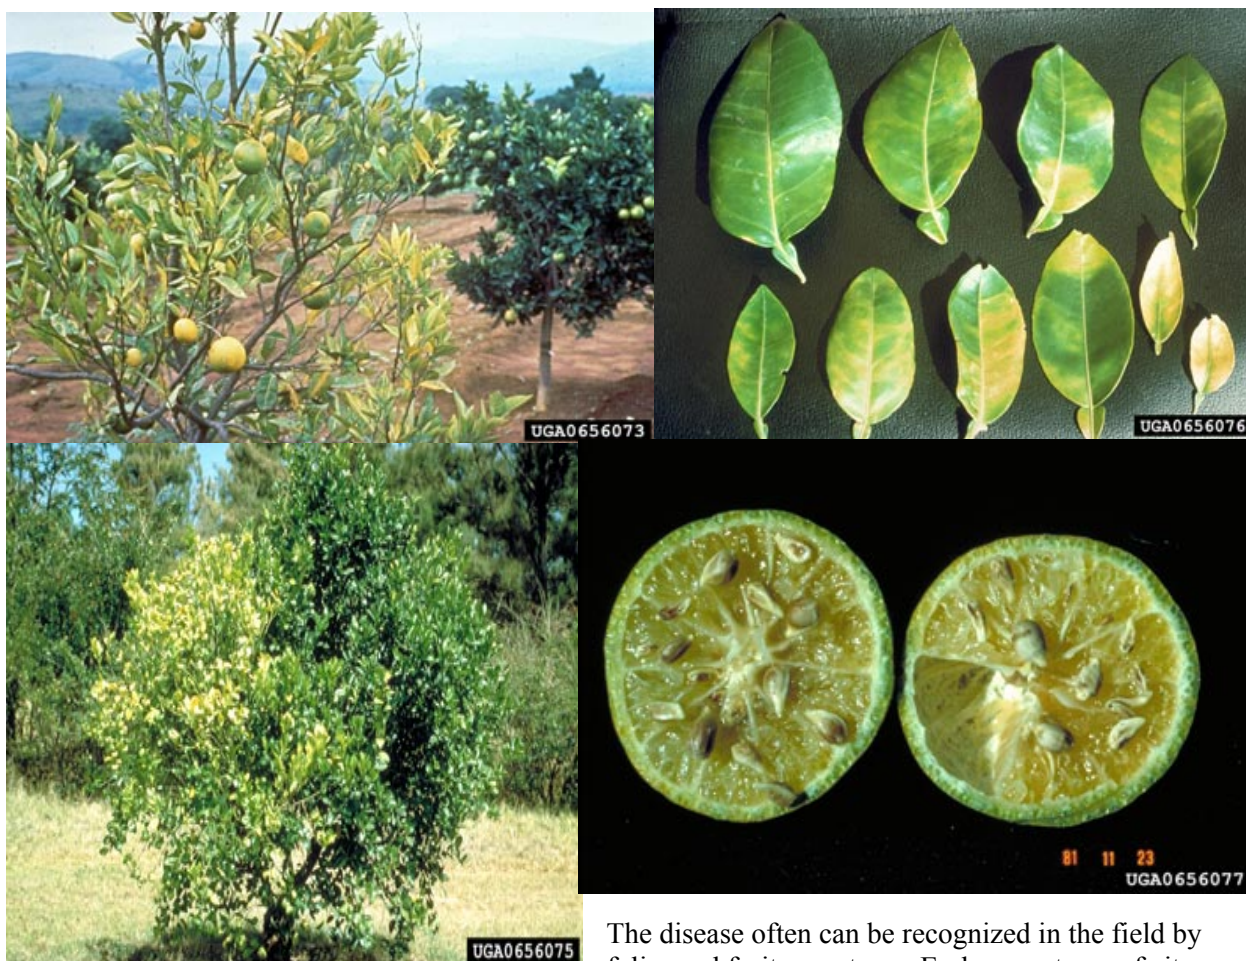 UGA0656073
UGA0656076
81 11 23
UGA0656077
UGA0656075
The disease often can be recognized in the field by